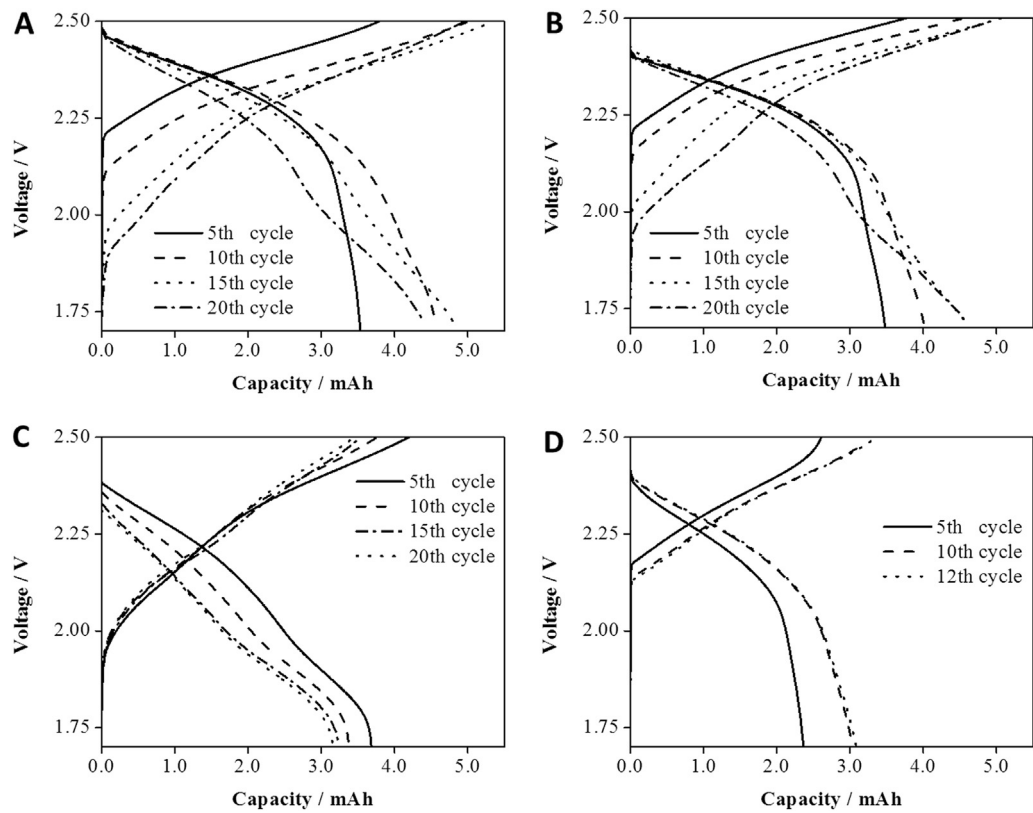 A
2.50
2.25
2.00
1.75
Voltage / V
5th cycle
10th cycle
15th cycle
20th cycle
0.0 1.0 2.0 3.0 4.0 5.0
Capacity / mAh
B
2.50
2.25
2.00
1.75
Voltage / V
5th cycle
10th cycle
15th cycle
20th cycle
0.0 1.0 2.0 3.0 4.0 5.0
Capacity / mAh
C
2.50
2.25
2.00
1.75
Voltage / V
5th cycle
10th cycle
15th cycle
20th cycle
0.0 1.0 2.0 3.0 4.0 5.0
Capacity / mAh
D
2.50
2.25
2.00
1.75
Voltage / V
5th cycle
10th cycle
12th cycle
0.0 1.0 2.0 3.0 4.0 5.0
Capacity / mAh